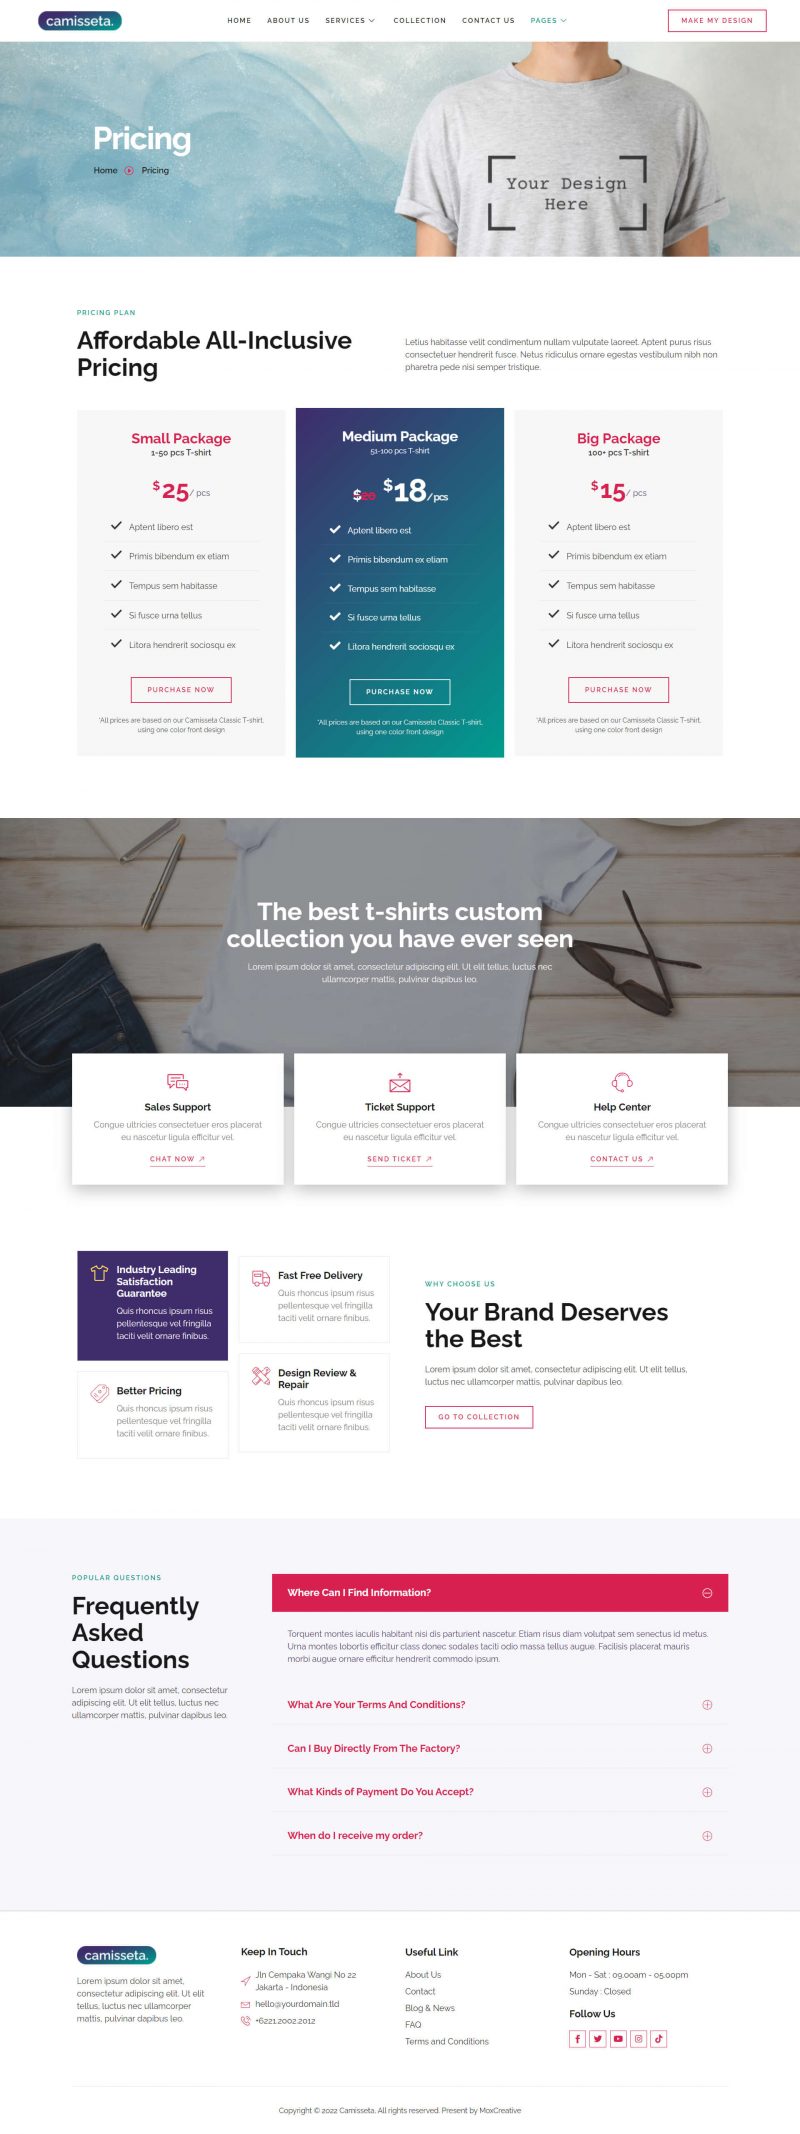 camisseta.
HOME ABOUT US SERVICES COLLECTION CONTACT US PAGES
MAKE MY DESIGN
Pricing
Home Pricing
Your Design
Here
PRICING PLAN
Affordable All-Inclusive
Pricing
Letius habitasse velit condimentum nullam vulputate laoreet. Aptent purus risus
consectetuer hendrerit fusce. Netus ridiculus ornare egestas vestibulum nibh non
pharetra pede nisi semper tristique.
Small Package
1-50 pcs T-shirt
$25/ pcs
Aptent libero est
Primis bibendum ex etiam
Tempus sem habitasse
Si fusce urna tellus
Litora hendrerit sociosqu ex
PURCHASE NOW
*All prices are based on our Camisseta Classic T-shirt,
using one color front design
Medium Package
51-100 pcs T-shirt
$20 $18/pcs
Aptent libero est
Primis bibendum ex etiam
Tempus sem habitasse
Si fusce urna tellus
Litora hendrerit sociosqu ex
PURCHASE NOW
*All prices are based on our Camisseta Classic T-shirt,
using one color front design
Big Package
100+ pcs T-shirt
$15/ pcs
Aptent libero est
Primis bibendum ex etiam
Tempus sem habitasse
Si fusce urna tellus
Litora hendrerit sociosqu ex
PURCHASE NOW
*All prices are based on our Camisseta Classic T-shirt,
using one color front design
The best t-shirts custom
collection you have ever seen
Lorem ipsum dolor sit amet, consectetur adipiscing elit. Ut elit tellus, luctus nec
ullamcorper mattis, pulvinar dapibus leo.
Sales Support
Congue ultricies consectetuer eros placerat
eu nascetur ligula efficitur vel.
CHAT NOW
Ticket Support
Congue ultricies consectetuer eros placerat
eu nascetur ligula efficitur vel.
SEND TICKET
Help Center
Congue ultricies consectetuer eros placerat
eu nascetur ligula efficitur vel.
CONTACT US
Industry Leading
Satisfaction
Guarantee
Quis rhoncus ipsum risus
pellentesque vel fringilla
taciti velit ornare finibus.
Better Pricing
Quis rhoncus ipsum risus
pellentesque vel fringilla
taciti velit ornare finibus.
Fast Free Delivery
Quis rhoncus ipsum risus
pellentesque vel fringilla
taciti velit ornare finibus.
Design Review &
Repair
Quis rhoncus ipsum risus
pellentesque vel fringilla
taciti velit ornare finibus.
WHY CHOOSE US
Your Brand Deserves
the Best
Lorem ipsum dolor sit amet, consectetur adipiscing elit. Ut elit tellus,
luctus nec ullamcorper mattis, pulvinar dapibus leo.
GO TO COLLECTION
POPULAR QUESTIONS
Frequently
Asked
Questions
Lorem ipsum dolor sit amet, consectetur
adipiscing elit. Ut elit tellus, luctus nec
ullamcorper mattis, pulvinar dapibus leo.
Where Can I Find Information?
Torquent montes iaculis habitant nisi dis parturient nascetur. Etiam risus diam volutpat sem senectus id metus.
Urna montes lobortis efficitur class donec sodales taciti odio massa tellus augue. Facilisis placerat mauris
morbi augue ornare efficitur hendrerit commodo ipsum.
What Are Your Terms And Conditions?
Can I Buy Directly From The Factory?
What Kinds of Payment Do You Accept?
When do I receive my order?
camisseta.
Lorem ipsum dolor sit amet,
consectetur adipiscing elit. Ut elit
tellus, luctus nec ullamcorper
mattis, pulvinar dapibus leo.
Keep In Touch
Jln Cempaka Wangi No 22
Jakarta - Indonesia
hello@yourdomain.tld
+6221.2002.2012
Useful Link
About Us
Contact
Blog & News
FAQ
Terms and Conditions
Opening Hours
Mon - Sat : 09.00am - 05.00pm
Sunday : Closed
Follow Us
Copyright © 2022 Camisseta, All rights reserved. Present by MoxCreative